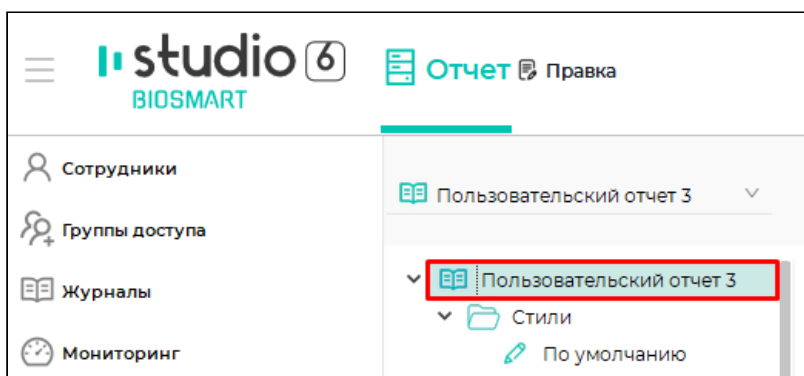 studio 6
BIOSMART
Отчет
Правка
Сотрудники
Группы доступа
Журналы
Мониторинг
Пользовательский отчет 3
Пользовательский отчет 3
Стили
По умолчанию